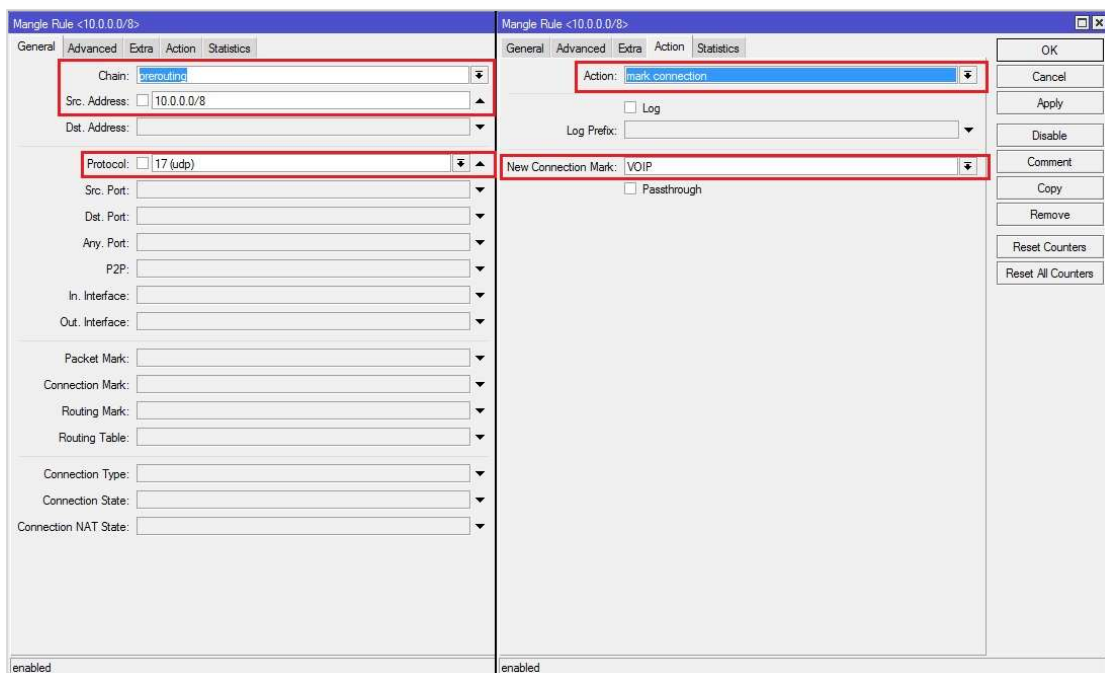 Mangle Rule <10.0.0.0/8>
General Advanced Extra Action Statistics
Chain: prerouting
Src. Address: 10.0.0.0/8
Dst. Address:
Protocol: 17 (udp)
Src. Port:
Dst. Port:
Any. Port:
P2P:
In. Interface:
Out. Interface:
Packet Mark:
Connection Mark:
Routing Mark:
Routing Table:
Connection Type:
Connection State:
Connection NAT State:
enabled
Mangle Rule <10.0.0.0/8>
General Advanced Extra Action Statistics
Action: mark connection
Log
Log Prefix:
New Connection Mark: VOIP
Passthrough
enabled
OK
Cancel
Apply
Disable
Comment
Copy
Remove
Reset Counters
Reset All Counters